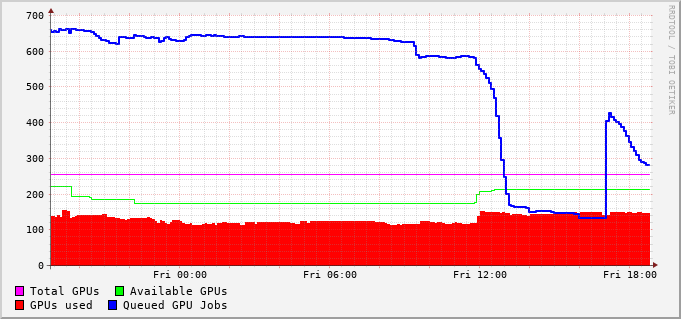 700
600
500
400
300
200
100
0
Fri 00:00 Fri 06:00 Fri 12:00 Fri 18:00
Total GPUs Available GPUs
GPUs used Queued GPU Jobs
RRDTOOL / TOBI OETIKER